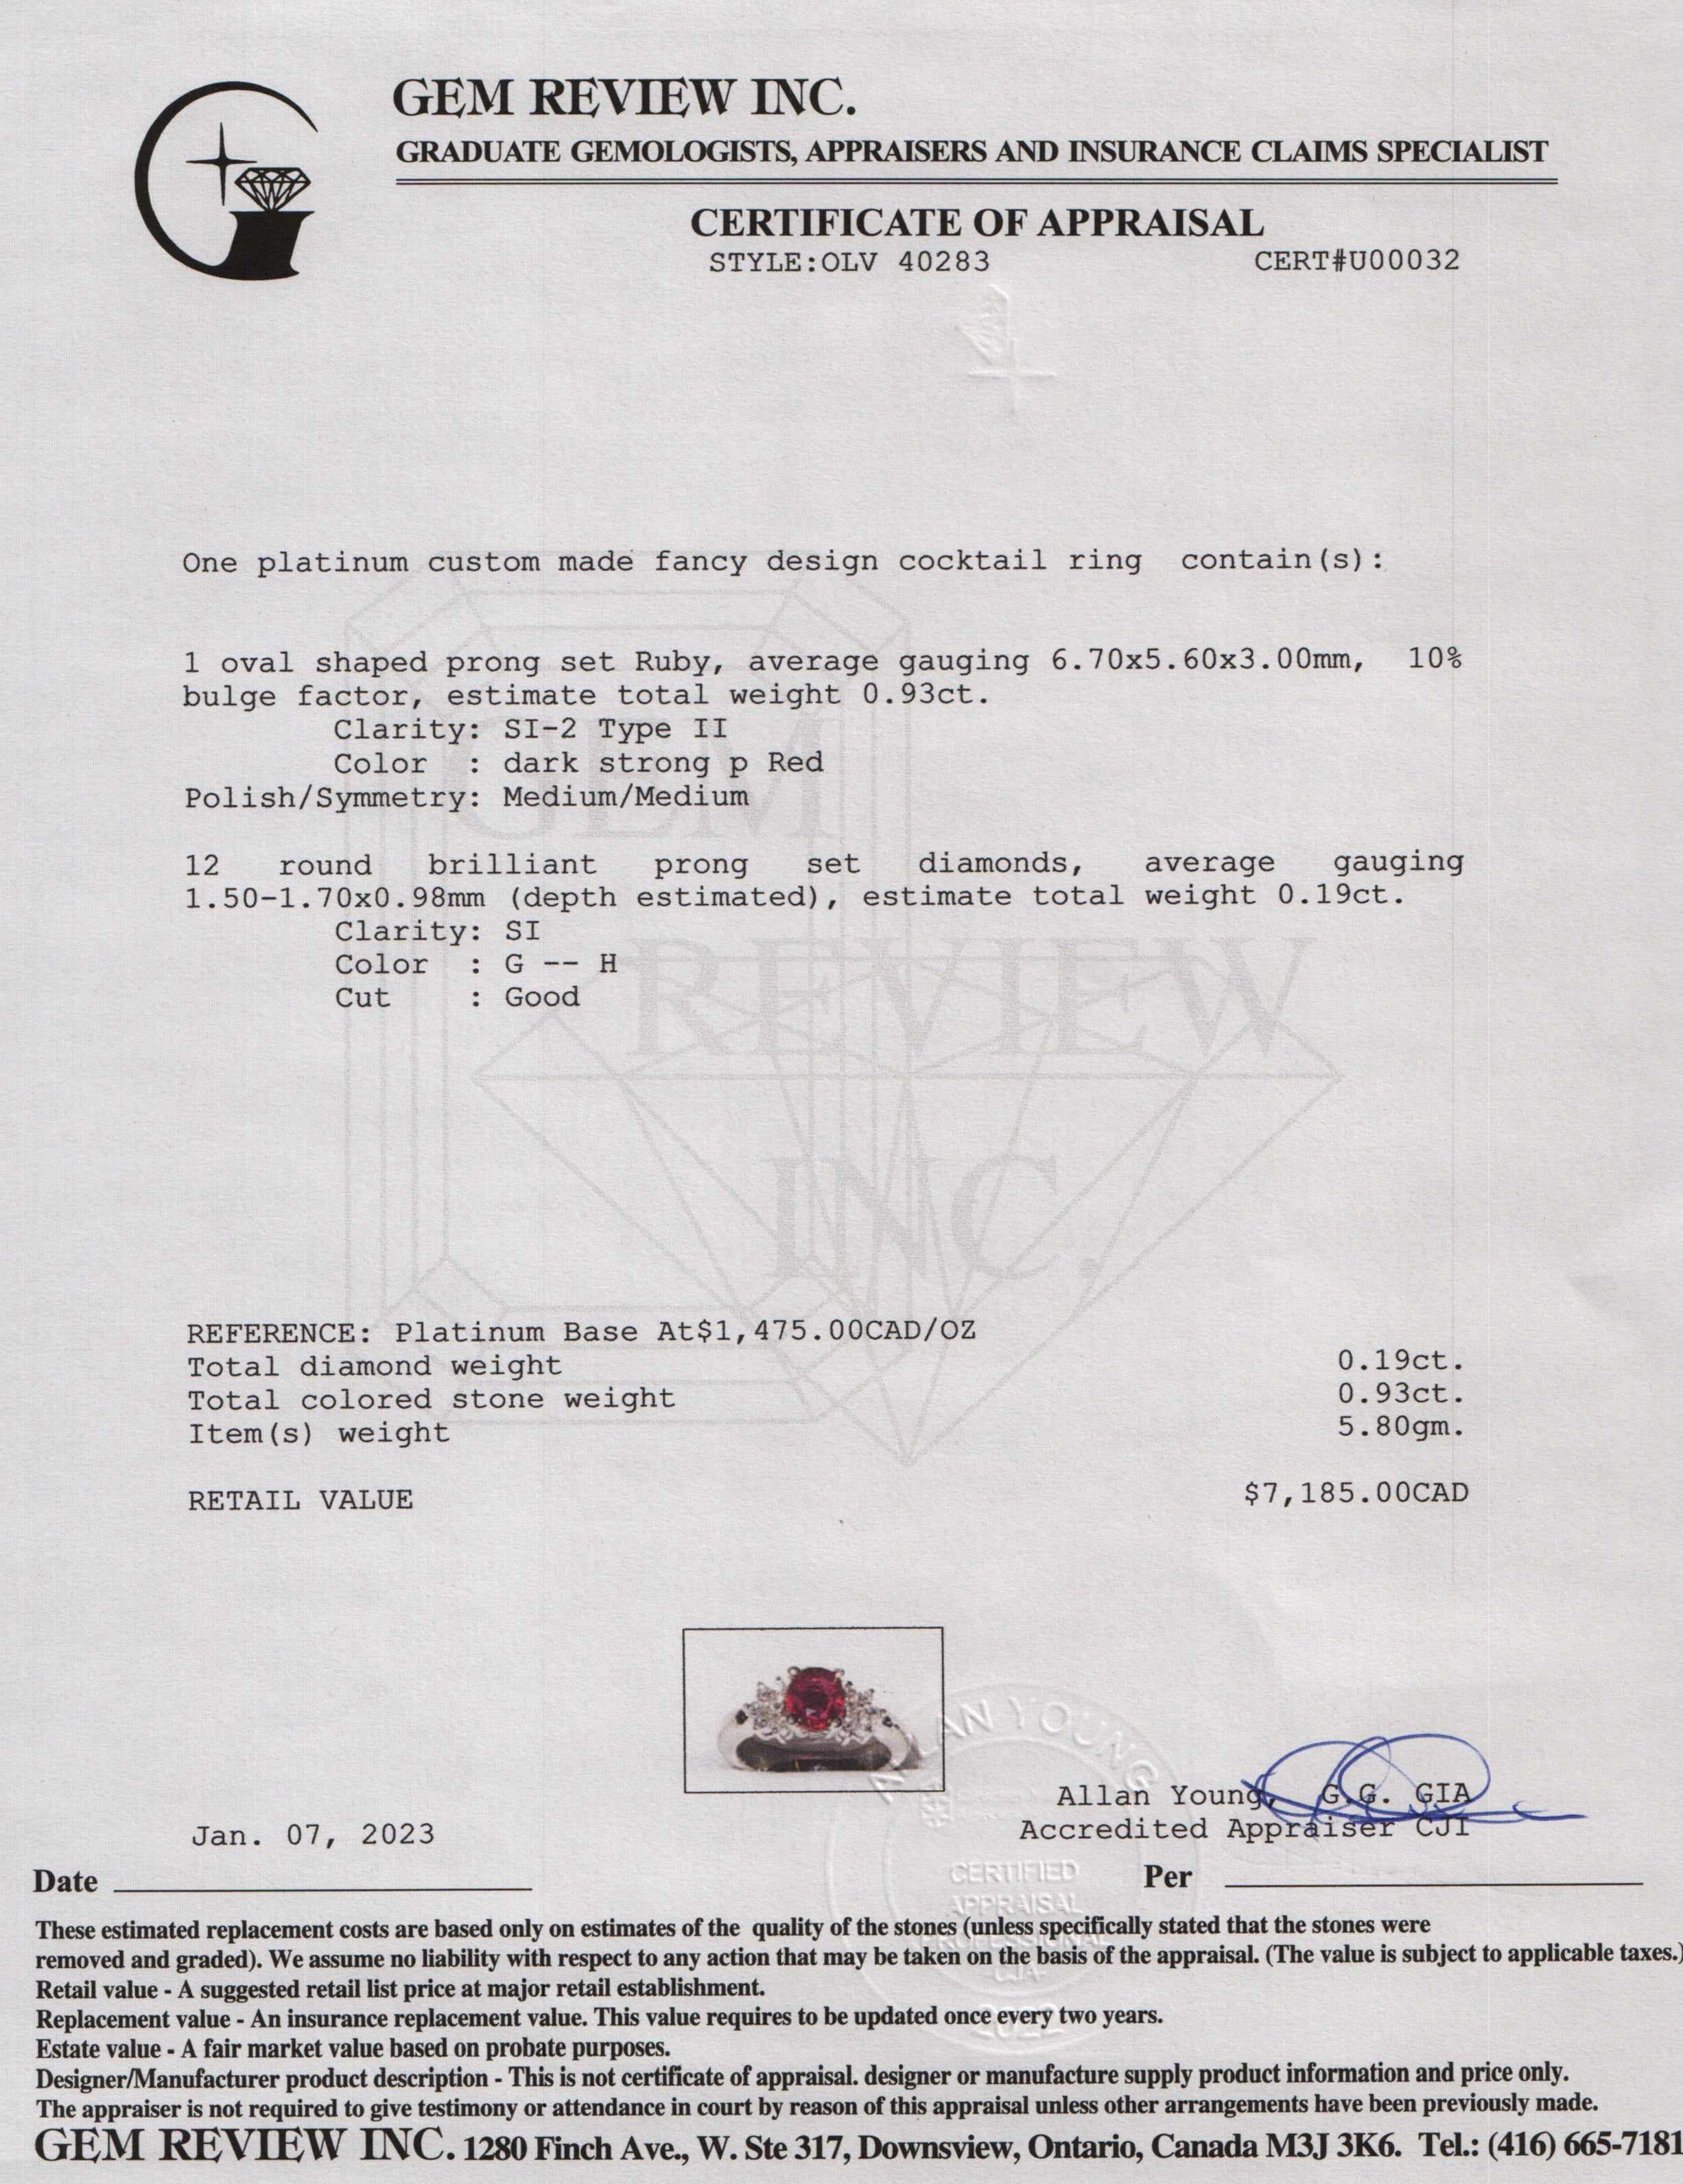 GEM REVIEW INC.
GRADUATE GEMOLOGISTS, APPRAISERS AND INSURANCE CLAIMS SPECIALIST
CERTIFICATE OF APPRAISAL
STYLE:OLV 40283 CERT#U00032
One platinum custom made fancy design cocktail ring contain(s):
1 oval shaped prong set Ruby, average gauging 6.70x5.60x3.00mm, 10%
bulge factor, estimate total weight 0.93ct.
Clarity: SI-2 Type II
Color : dark strong p Red
Polish/Symmetry: Medium/Medium
12 round brilliant prong set diamonds, average gauging
1.50-1.70x0.98mm (depth estimated), estimate total weight 0.19ct.
Clarity: SI
Color : G -- H
Cut : Good
GEM
REVIEW
INC.
REFERENCE: Platinum Base At$1,475.00CAD/OZ
Total diamond weight 0.19ct.
Total colored stone weight 0.93ct.
Item(s) weight 5.80gm.
RETAIL VALUE $7,185.00CAD
ALLAN YOUNG
CERTIFIED
APPRAISAL
PROFESSIONAL
CJA
2022
Allan Young, G.G. GIA
Accredited Appraiser CJI
Jan. 07, 2023
Date Per
These estimated replacement costs are based only on estimates of the quality of the stones (unless specifically stated that the stones were
removed and graded). We assume no liability with respect to any action that may be taken on the basis of the appraisal. (The value is subject to applicable taxes.)
Retail value - A suggested retail list price at major retail establishment.
Replacement value - An insurance replacement value. This value requires to be updated once every two years.
Estate value - A fair market value based on probate purposes.
Designer/Manufacturer product description - This is not certificate of appraisal. designer or manufacture supply product information and price only.
The appraiser is not required to give testimony or attendance in court by reason of this appraisal unless other arrangements have been previously made.
GEM REVIEW INC. 1280 Finch Ave., W. Ste 317, Downsview, Ontario, Canada M3J 3K6. Tel.: (416) 665-7181